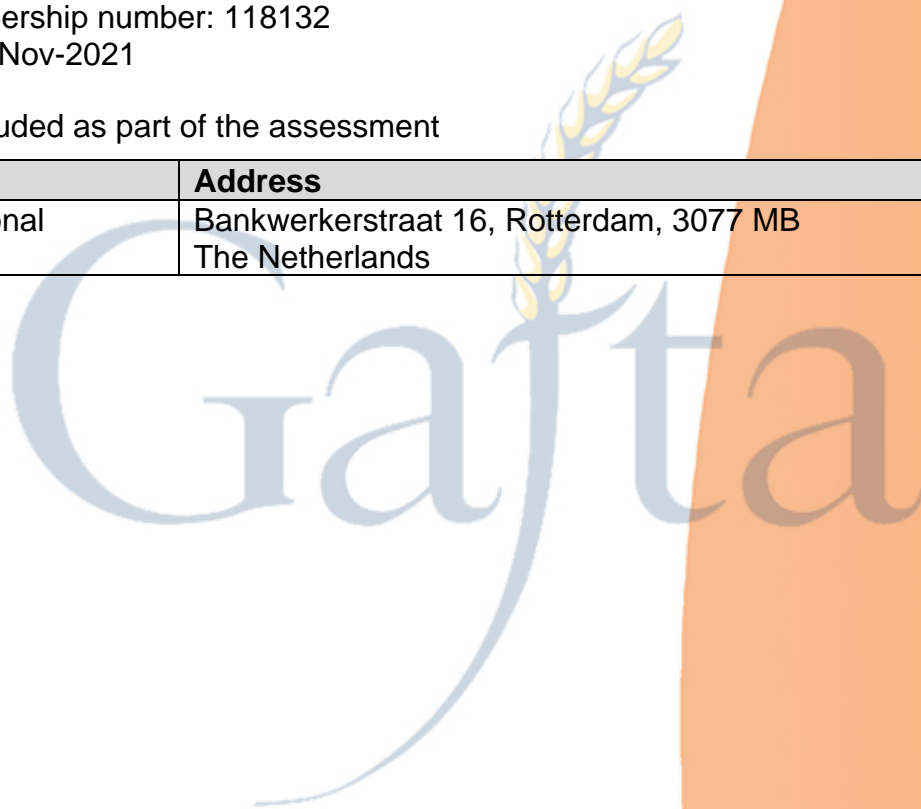 ership number: 118132
Nov-2021
uded as part of the assessment
Address
onal
Bankwerkerstraat 16, Rotterdam, 3077 MB
The Netherlands
Gafta